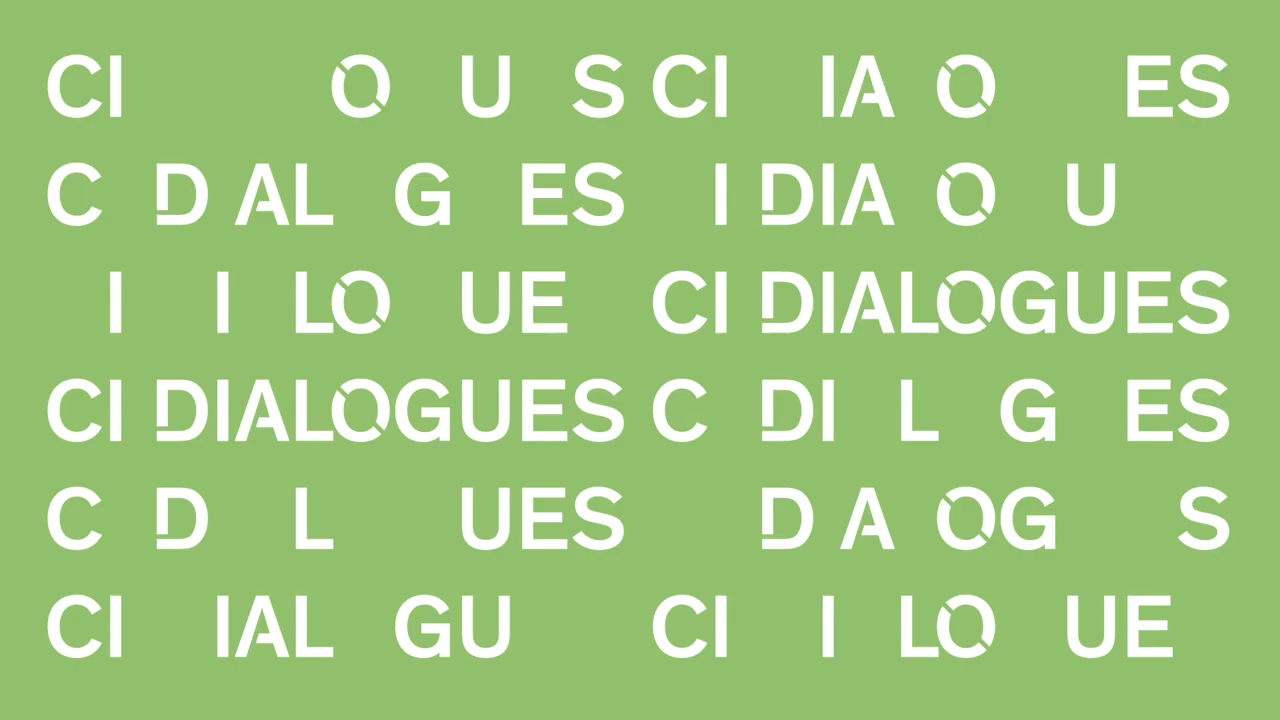 CI O U S CI IA O ES
C D AL G ES I DIA O U
I I LO UE CI DIALOGUES
CI DIALOGUES C DI L G ES
C D L UES D A OG S
CI IAL GU CI I LO UE